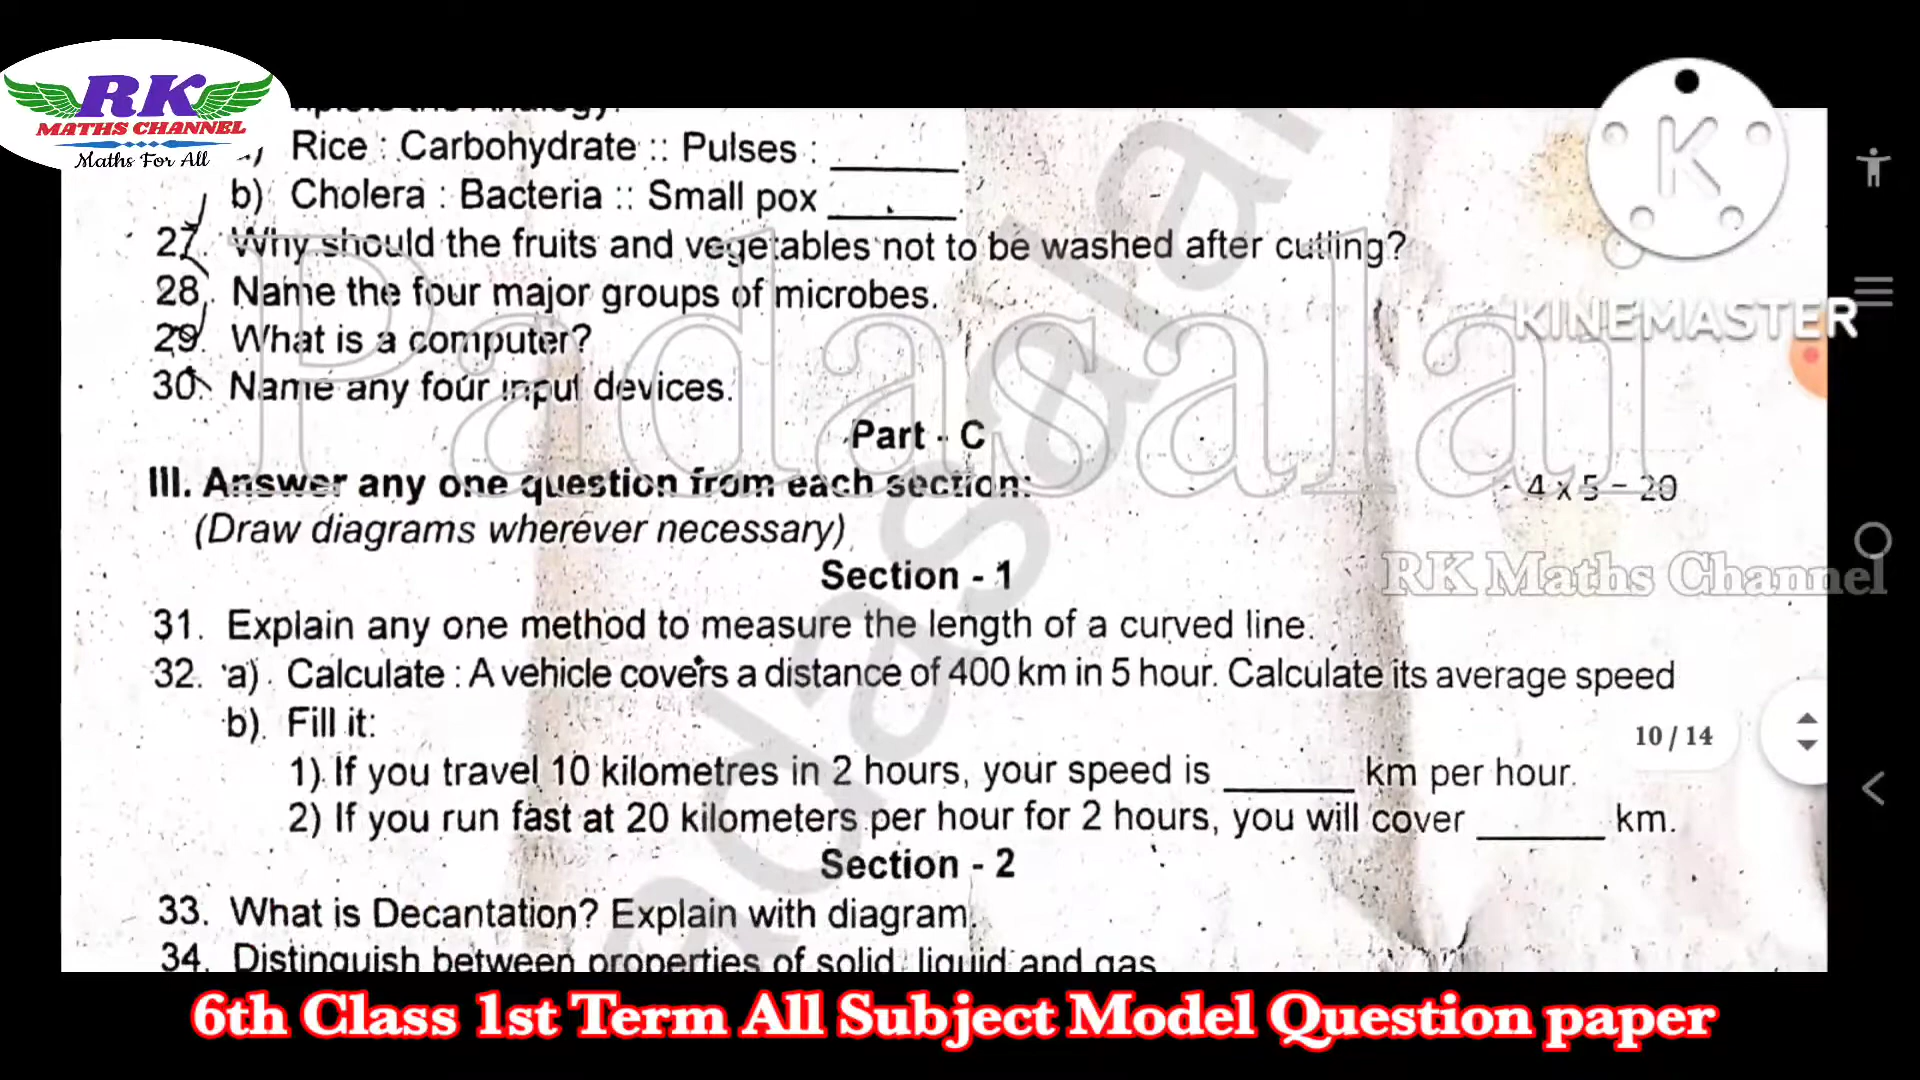 RK
MATHS CHANNEL
Maths For All
Analogy:
Rice : Carbohydrate :: Pulses : ______.
b) Cholera : Bacteria :: Small pox ______.
27. Why should the fruits and vegetables not to be washed after cutting?
28. Name the four major groups of microbes.
29. What is a computer?
30. Name any four input devices.
Part - C
III. Answer any one question from each section:
4 x 5 = 20
(Draw diagrams wherever necessary)
Section - 1
31. Explain any one method to measure the length of a curved line.
32. a) Calculate : A vehicle covers a distance of 400 km in 5 hour. Calculate its average speed
b) Fill it:
1) If you travel 10 kilometres in 2 hours, your speed is ______ km per hour.
2) If you run fast at 20 kilometers per hour for 2 hours, you will cover ______ km.
Section - 2
33. What is Decantation? Explain with diagram.
34. Distinguish between properties of solid, liquid and gas
Padasalai
K
KINEMASTER
RK Maths Channel
10 / 14
6th Class 1st Term All Subject Model Question paper